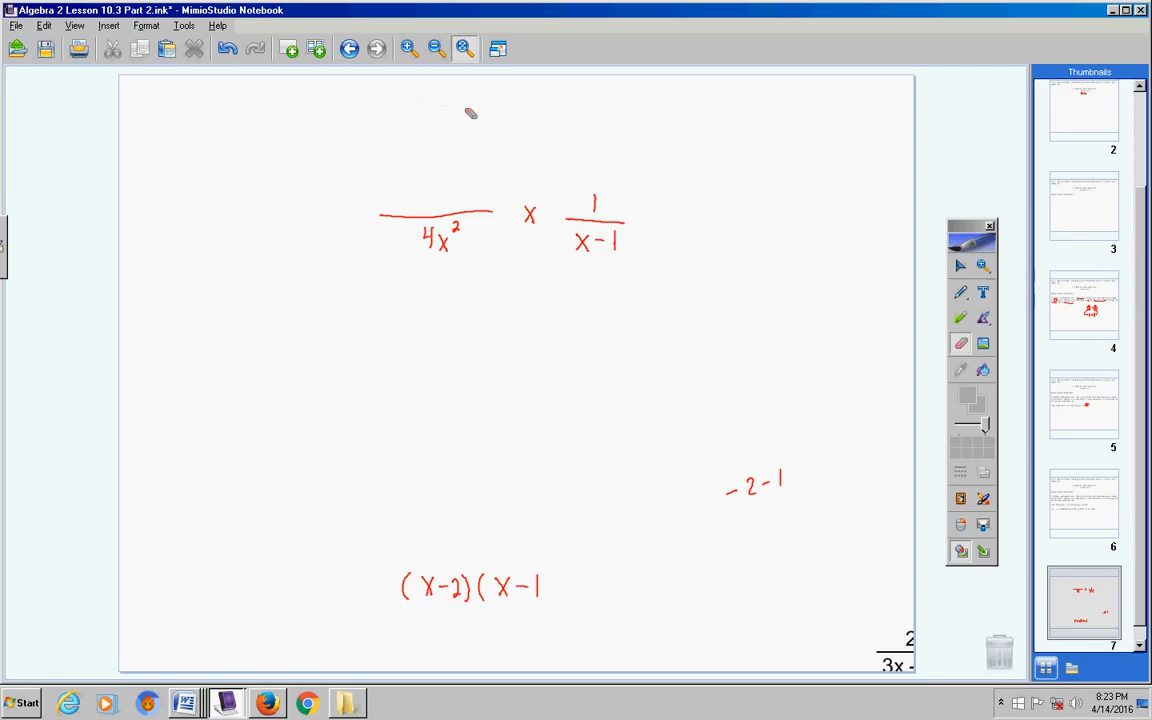 Algebra 2 Lesson 10.3 Part 2.ink* - MimioStudio Notebook
File Edit View Insert Format Tools Help
Thumbnails
2
3
4
5
6
7
1
x
4x²
x-1
-2-1
(x-2)(x-1
2
3x -
Start
8:23 PM
4/14/2016